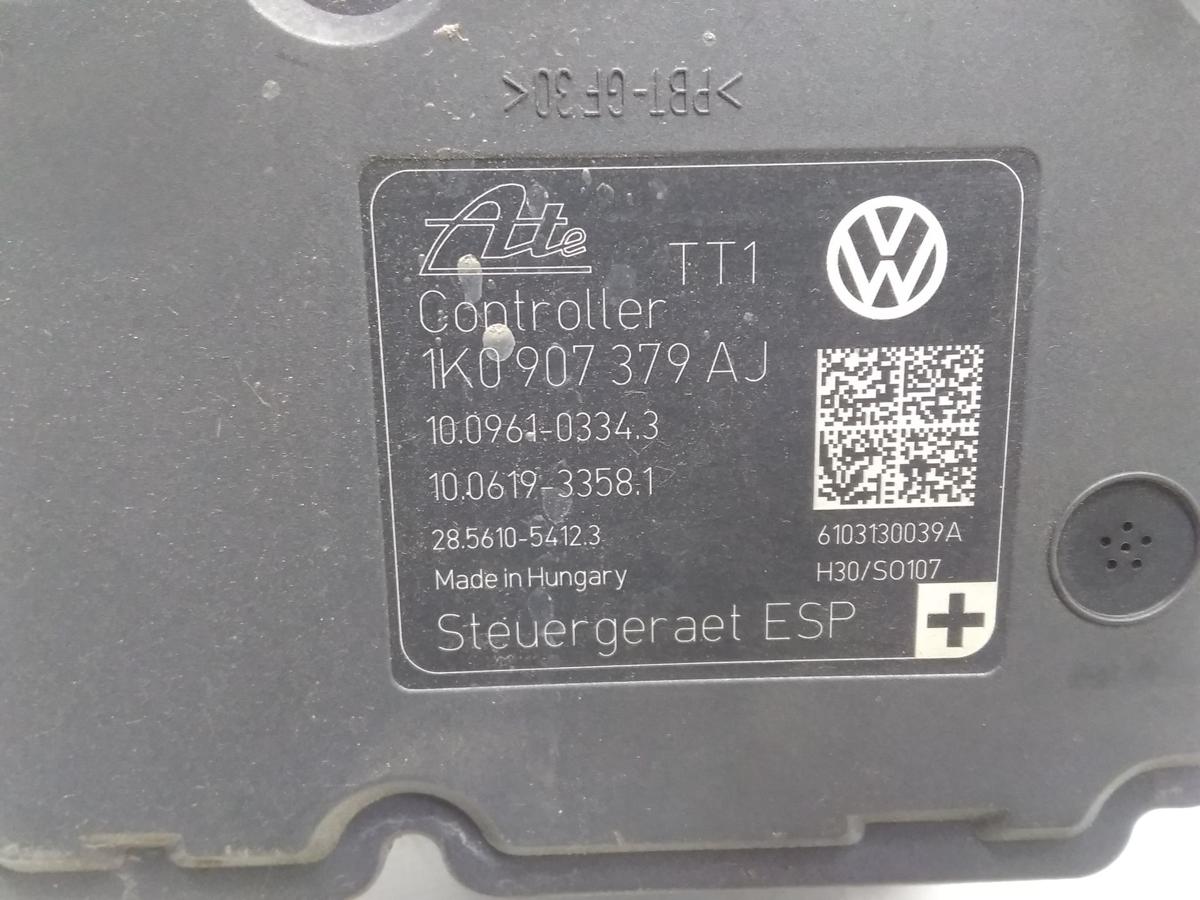 >PBT-GF30<
Ate
TT1
Controller
1K0 907 379 AJ
10.0961-0334.3
10.0619-3358.1
28.5610-5412.3
6103130039A
Made in Hungary
H30/SO107
Steuergeraet ESP